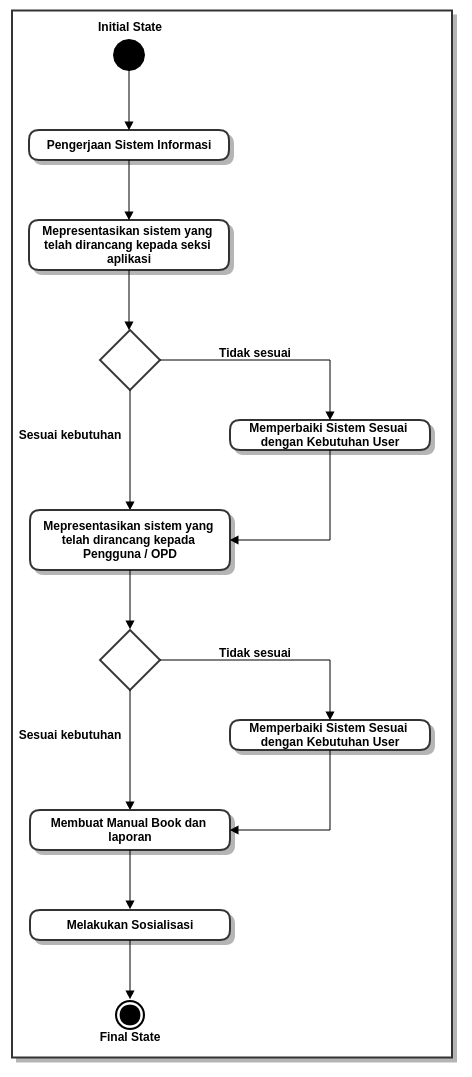 Initial State
Pengerjaan Sistem Informasi
Mepresentasikan sistem yang
telah dirancang kepada seksi
aplikasi
Tidak sesuai
Sesuai kebutuhan
Memperbaiki Sistem Sesuai
dengan Kebutuhan User
Mepresentasikan sistem yang
telah dirancang kepada
Pengguna / OPD
Tidak sesuai
Sesuai kebutuhan
Memperbaiki Sistem Sesuai
dengan Kebutuhan User
Membuat Manual Book dan
laporan
Melakukan Sosialisasi
Final State